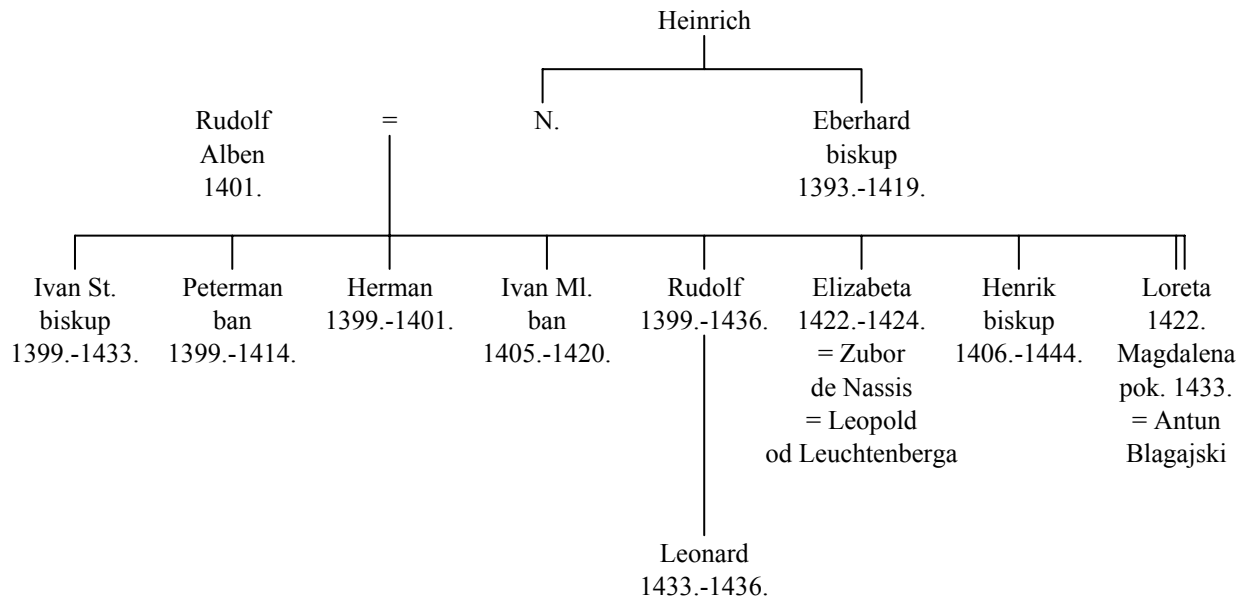 Heinrich
Rudolf
Alben
1401.
=
N.
Eberhard
biskup
1393.-1419.
Ivan St.
biskup
1399.-1433.
Peterman
ban
1399.-1414.
Herman
1399.-1401.
Ivan Ml.
ban
1405.-1420.
Rudolf
1399.-1436.
Elizabeta
1422.-1424.
= Zubor
de Nassis
= Leopold
od Leuchtenberga
Henrik
biskup
1406.-1444.
Loreta
1422.
Magdalena
pok. 1433.
= Antun
Blagajski
Leonard
1433.-1436.